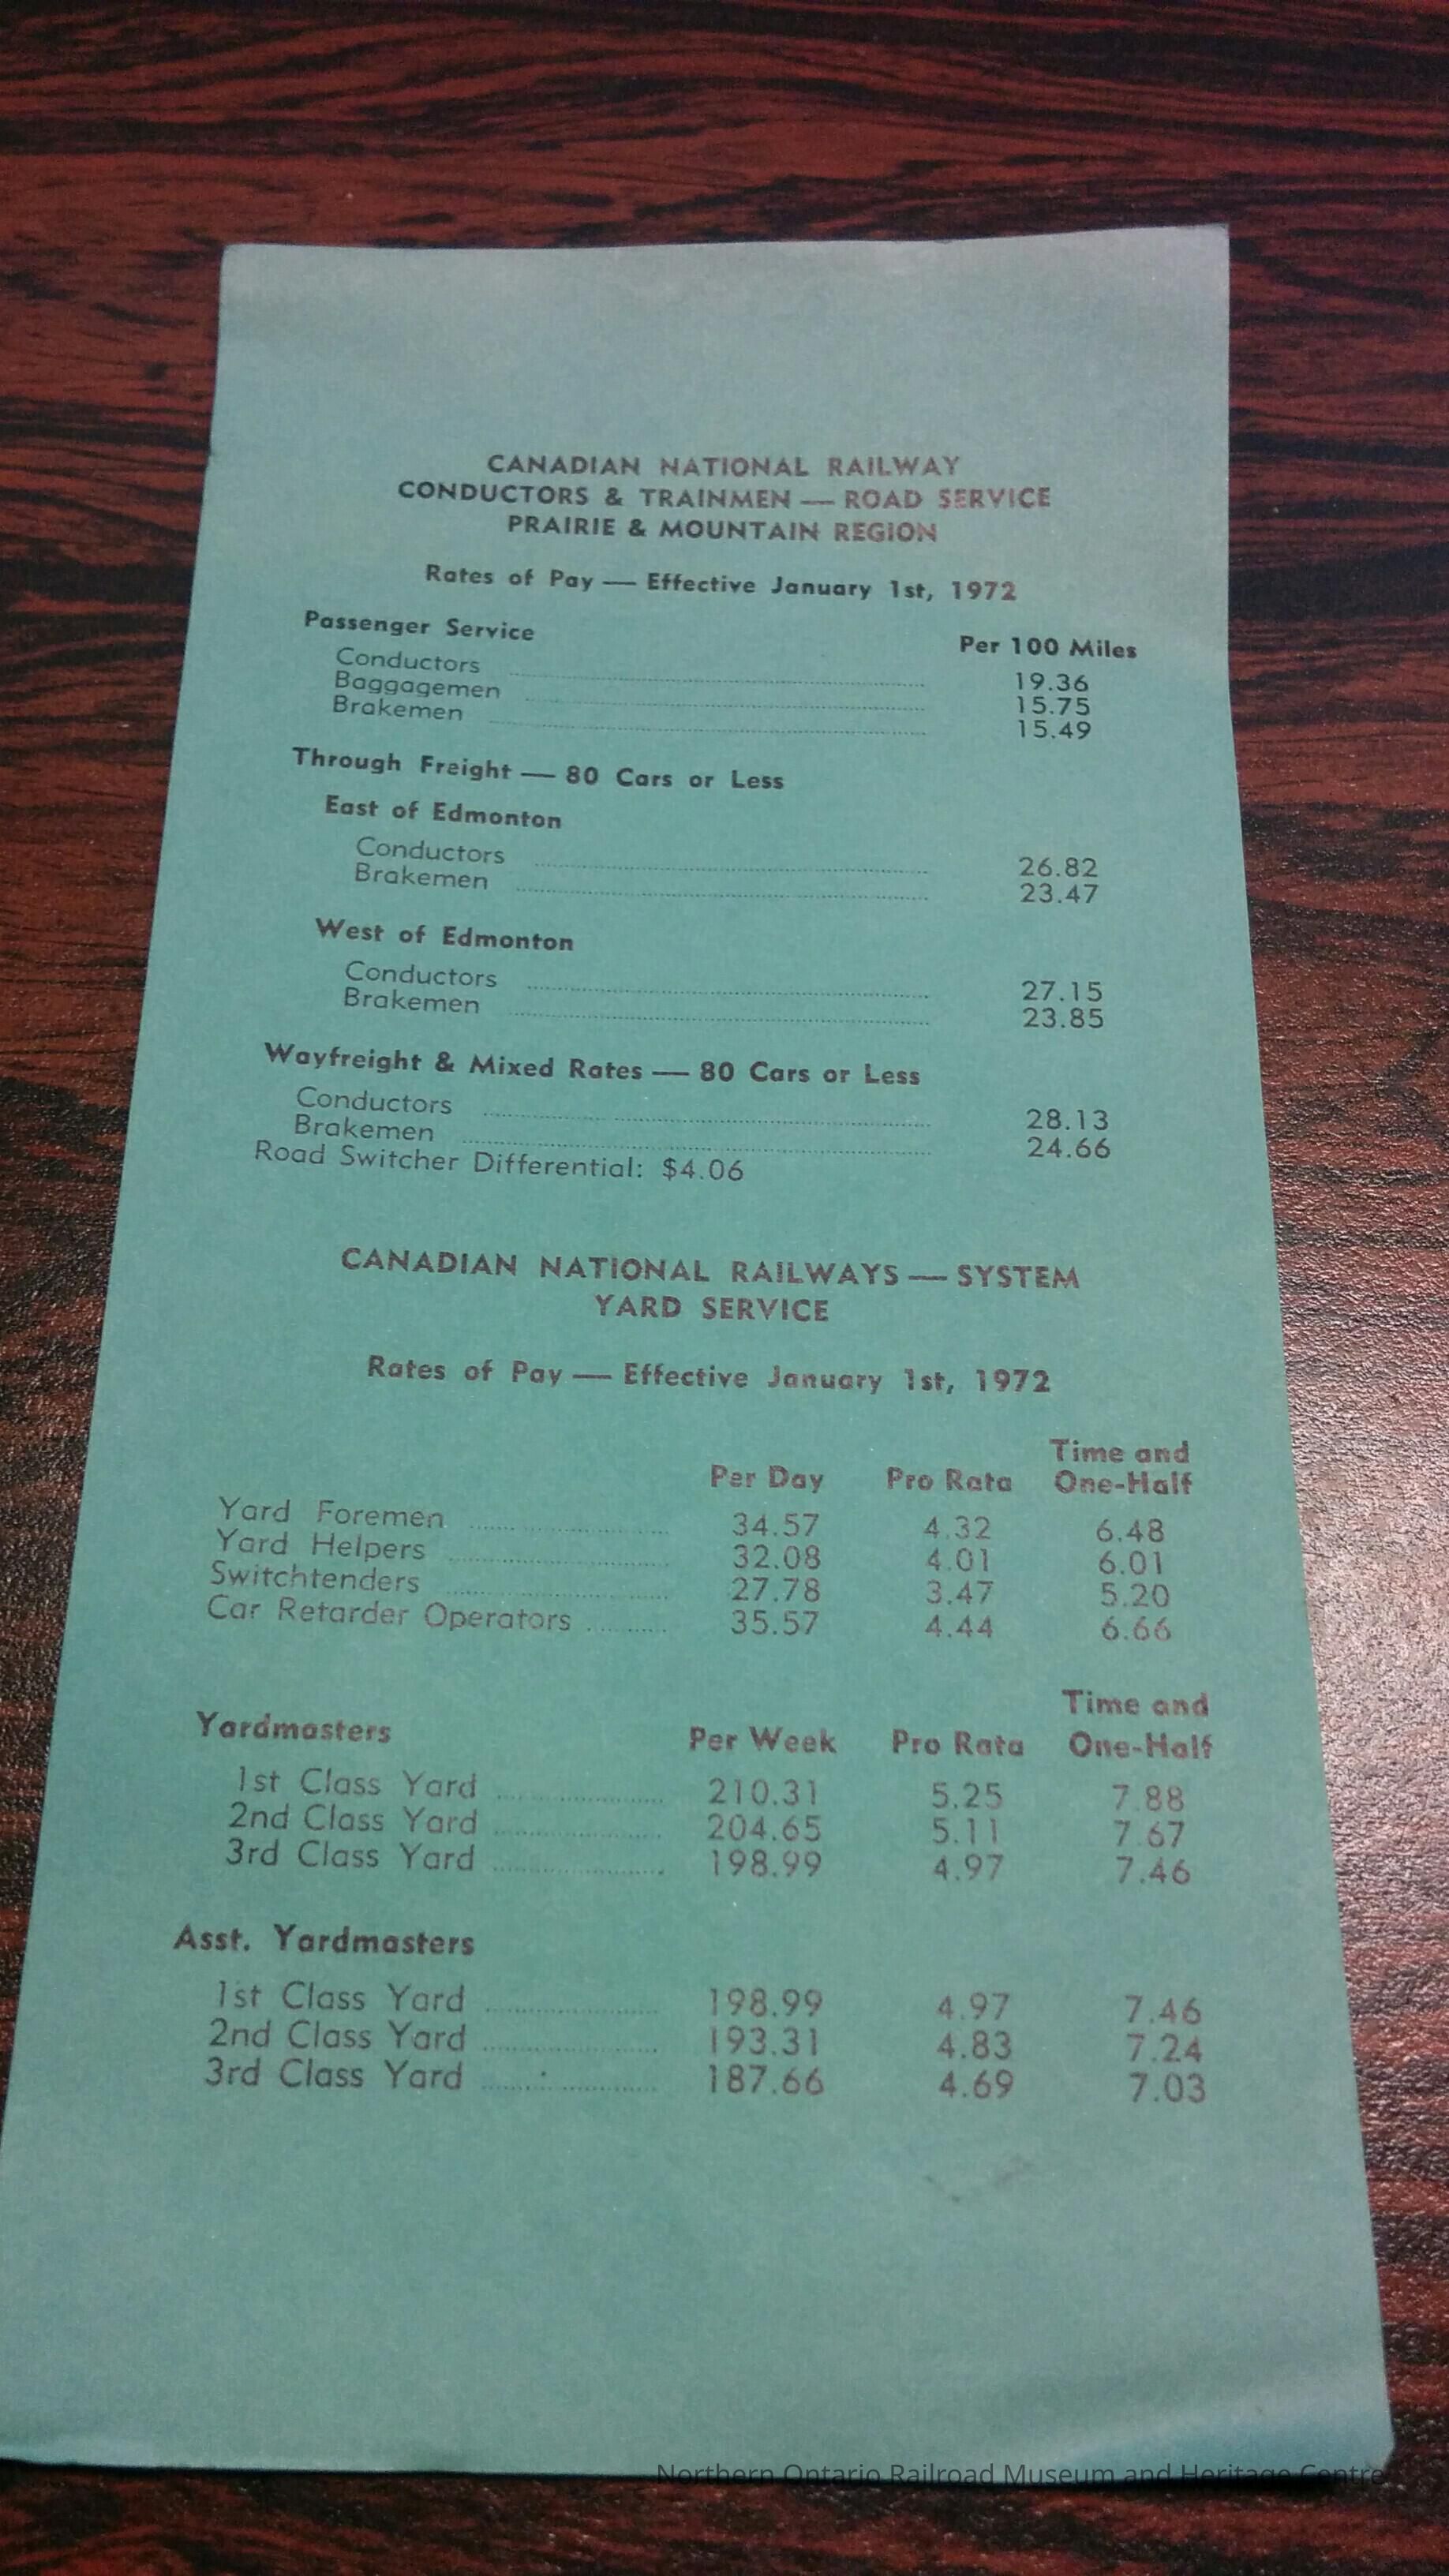 CANADIAN NATIONAL RAILWAY
CONDUCTORS & TRAINMEN — ROAD SERVICE
PRAIRIE & MOUNTAIN REGION
Rates of Pay — Effective January 1st, 1972
Passenger Service Per 100 Miles
Conductors 19.36
Baggagemen 15.75
Brakemen 15.49
Through Freight — 80 Cars or Less
East of Edmonton
Conductors 26.82
Brakemen 23.47
West of Edmonton
Conductors 27.15
Brakemen 23.85
Wayfreight & Mixed Rates — 80 Cars or Less
Conductors 28.13
Brakemen 24.66
Road Switcher Differential: $4.06
CANADIAN NATIONAL RAILWAYS — SYSTEM
YARD SERVICE
Rates of Pay — Effective January 1st, 1972
Time and
Per Day Pro Rata One-Half
Yard Foremen 34.57 4.32 6.48
Yard Helpers 32.08 4.01 6.01
Switchtenders 27.78 3.47 5.20
Car Retarder Operators 35.57 4.44 6.66
Time and
Yardmasters Per Week Pro Rata One-Half
1st Class Yard 210.31 5.25 7.88
2nd Class Yard 204.65 5.11 7.67
3rd Class Yard 198.99 4.97 7.46
Asst. Yardmasters
1st Class Yard 198.99 4.97 7.46
2nd Class Yard 193.31 4.83 7.24
3rd Class Yard 187.66 4.69 7.03
Northern Ontario Railroad Museum and Heritage Centre